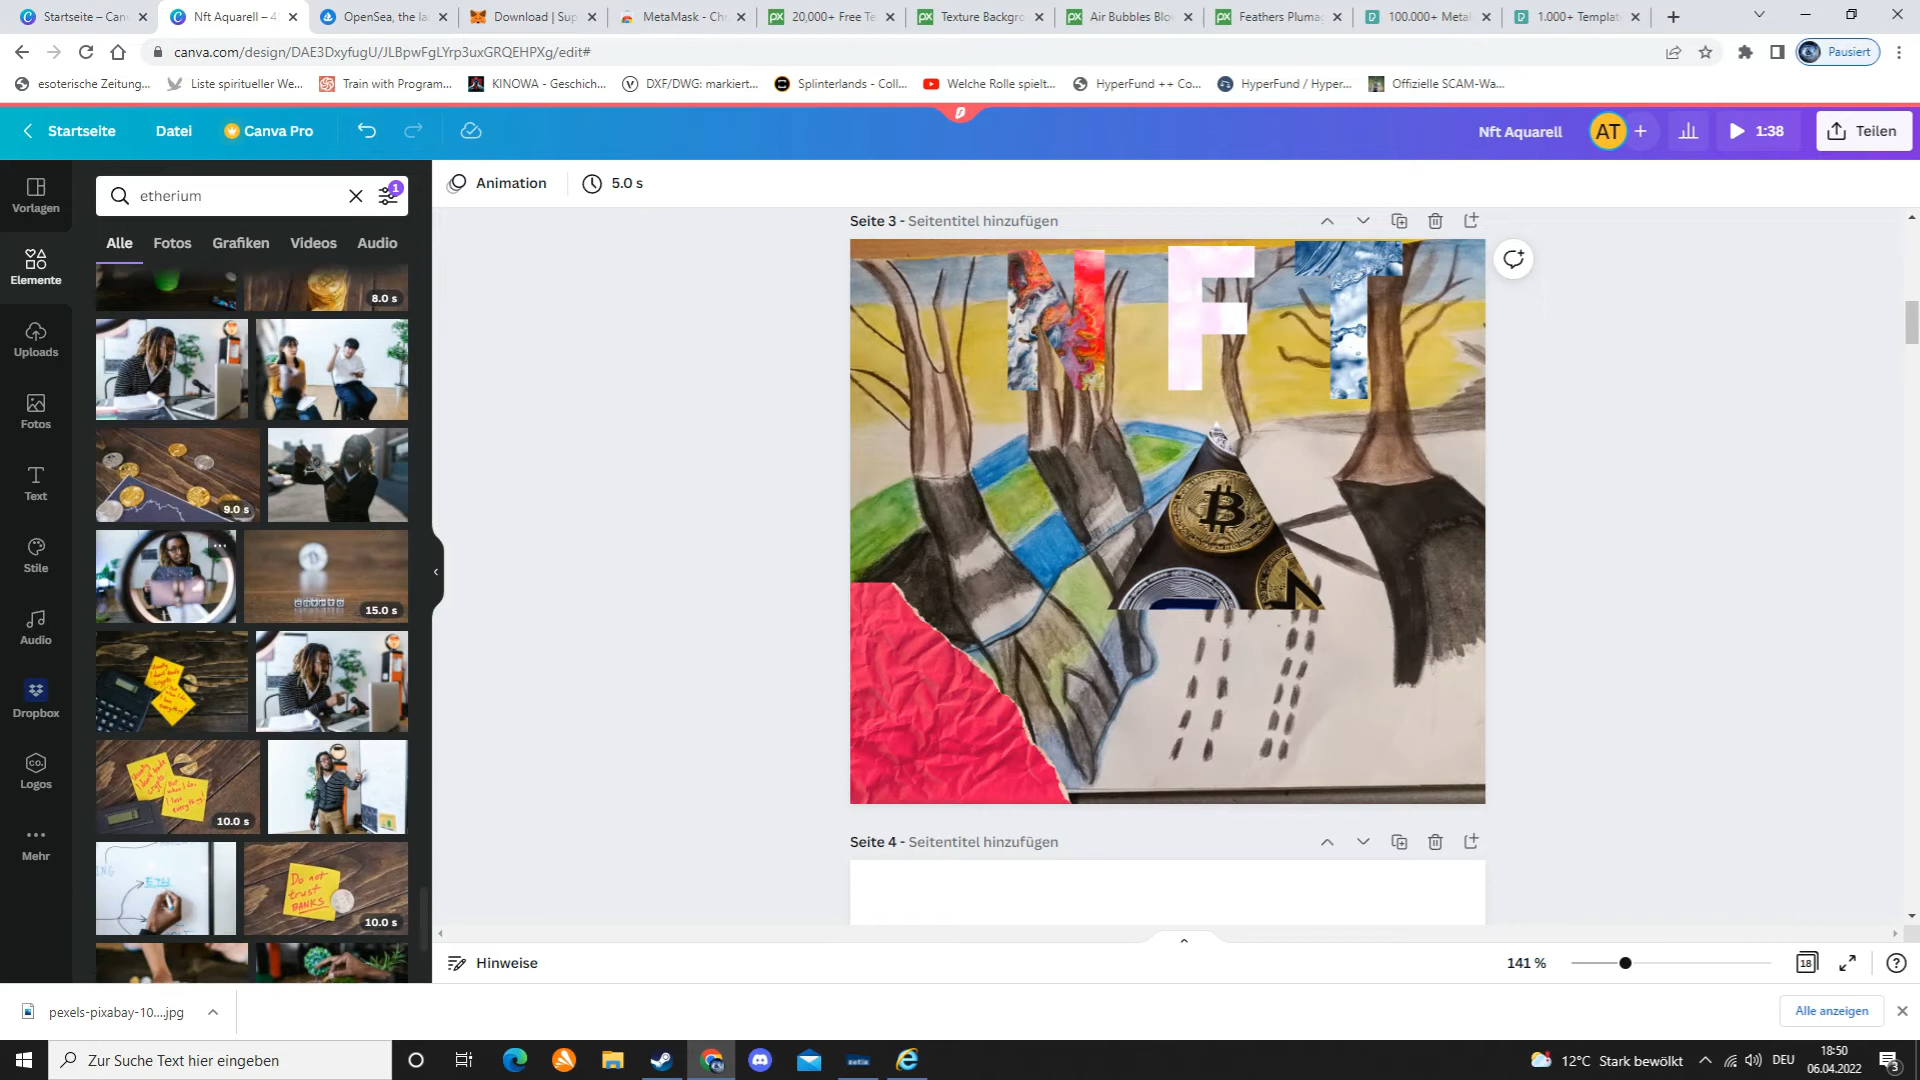 Startseite – Can
Nft Aquarell – 4
OpenSea, the la
Download | Sup
MetaMask - Chr
20,000+ Free Te
Texture Backgro
Air Bubbles Blo
Feathers Plumag
100.000+ Metal
1.000+ Templat
canva.com/design/DAE3DxyfugU/JLBpwFgLYrp3uxGRQEHPXg/edit#
Pausiert
esoterische Zeitung...
Liste spiritueller We...
Train with Program...
KINOWA - Geschich...
DXF/DWG: markiert...
Splinterlands - Coll...
Welche Rolle spielt...
HyperFund ++ Co...
HyperFund / Hyper...
Offizielle SCAM-Wa...
Startseite
Datei
Canva Pro
Nft Aquarell
AT
1:38
Teilen
Vorlagen
Elemente
Uploads
Fotos
Text
Stile
Audio
Dropbox
Logos
Mehr
etherium
1
Alle
Fotos
Grafiken
Videos
Audio
8.0 s
9.0 s
CRYPTO
15.0 s
10.0 s
ETH
Do not
trust
BANKS
10.0 s
Animation
5.0 s
Seite 3 - Seitentitel hinzufügen
NFT
Seite 4 - Seitentitel hinzufügen
Hinweise
141 %
18
pexels-pixabay-10....jpg
Alle anzeigen
Zur Suche Text hier eingeben
12°C Stark bewölkt
DEU
18:50
06.04.2022
3